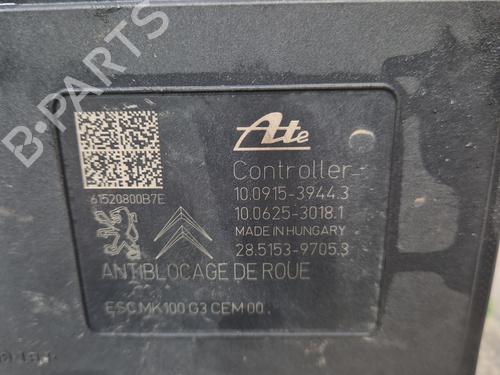 B-PARTS
Ate
Controller
10.0915-3944.3
10.0625-3018.1
MADE IN HUNGARY
28.5153-9705.3
61520800B7E
ANTIBLOCAGE DE ROUE
ESC MK100 G3 CEM 00
B-PARTS